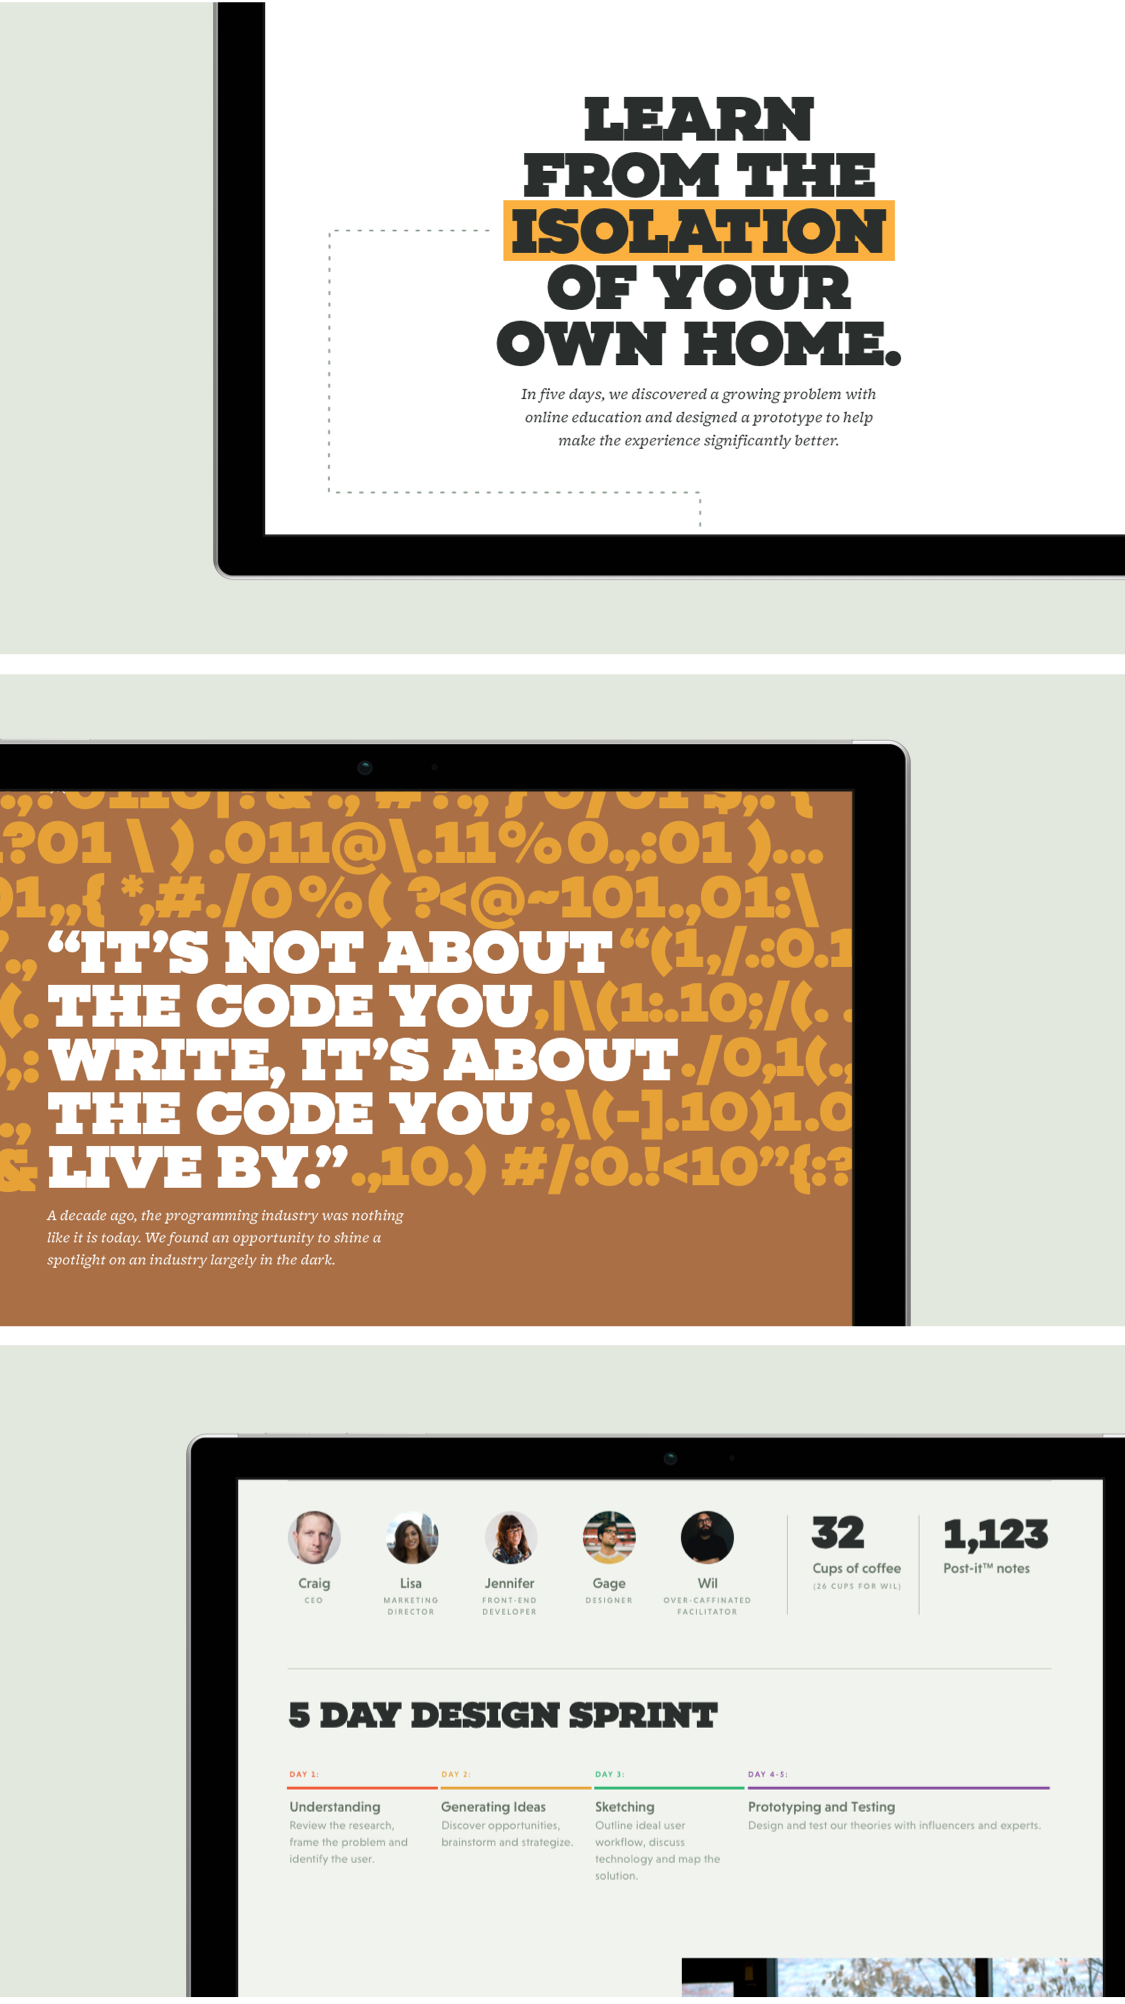 LEARN
FROM THE
ISOLATION
OF YOUR
OWN HOME.
In five days, we discovered a growing problem with
online education and designed a prototype to help
make the experience significantly better.
?01 \ ) .011@\.11%0.,:01 )...
01.,,{ *,#./0%( ?<@~101.,01:\
“IT’S NOT ABOUT “(1,/.:0.1
THE CODE YOU ,|\(1:.10;/(. .
WRITE, IT’S ABOUT ./0,1(.,
THE CODE YOU :,\(-].10)1.0
& LIVE BY.” .,10.) #/:0.!<10”{:?
A decade ago, the programming industry was nothing
like it is today. We found an opportunity to shine a
spotlight on an industry largely in the dark.
Craig
CEO
Lisa
MARKETING
DIRECTOR
Jennifer
FRONT-END
DEVELOPER
Gage
DESIGNER
Wil
OVER-CAFFINATED
FACILITATOR
32
Cups of coffee
(26 CUPS FOR WIL)
1,123
Post-it™ notes
5 DAY DESIGN SPRINT
DAY 1:
Understanding
Review the research,
frame the problem and
identify the user.
DAY 2:
Generating Ideas
Discover opportunities,
brainstorm and strategize.
DAY 3:
Sketching
Outline ideal user
workflow, discuss
technology and map the
solution.
DAY 4-5:
Prototyping and Testing
Design and test our theories with influencers and experts.